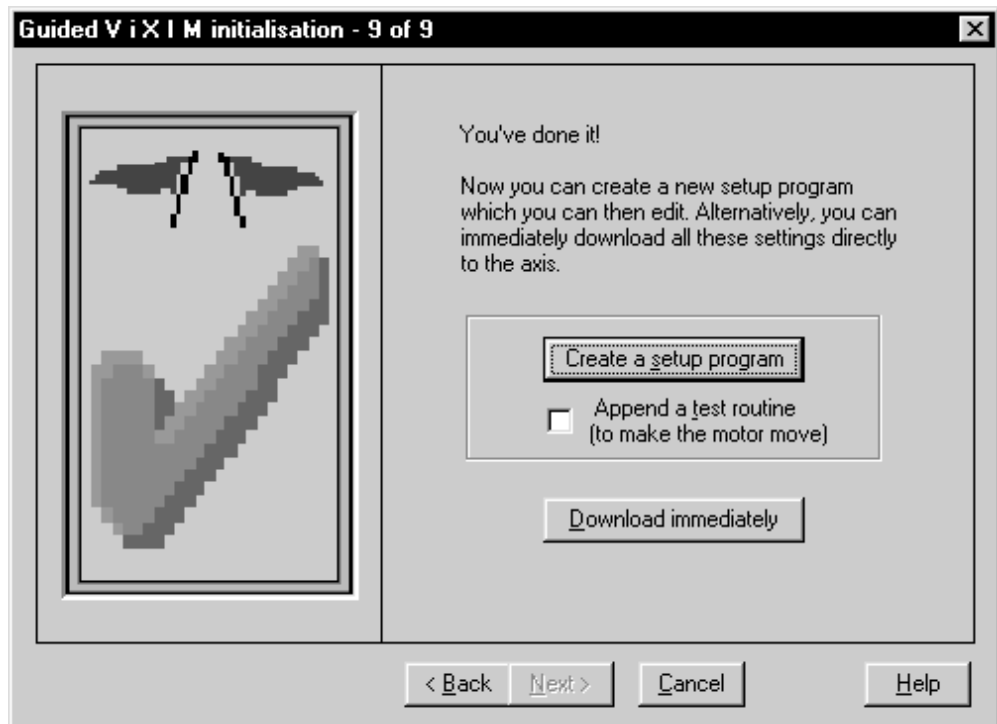 Guided V i X I M initialisation - 9 of 9
You've done it!
Now you can create a new setup program
which you can then edit. Alternatively, you can
immediately download all these settings directly
to the axis.
Create a setup program
Append a test routine
(to make the motor move)
Download immediately
< Back
Next >
Cancel
Help